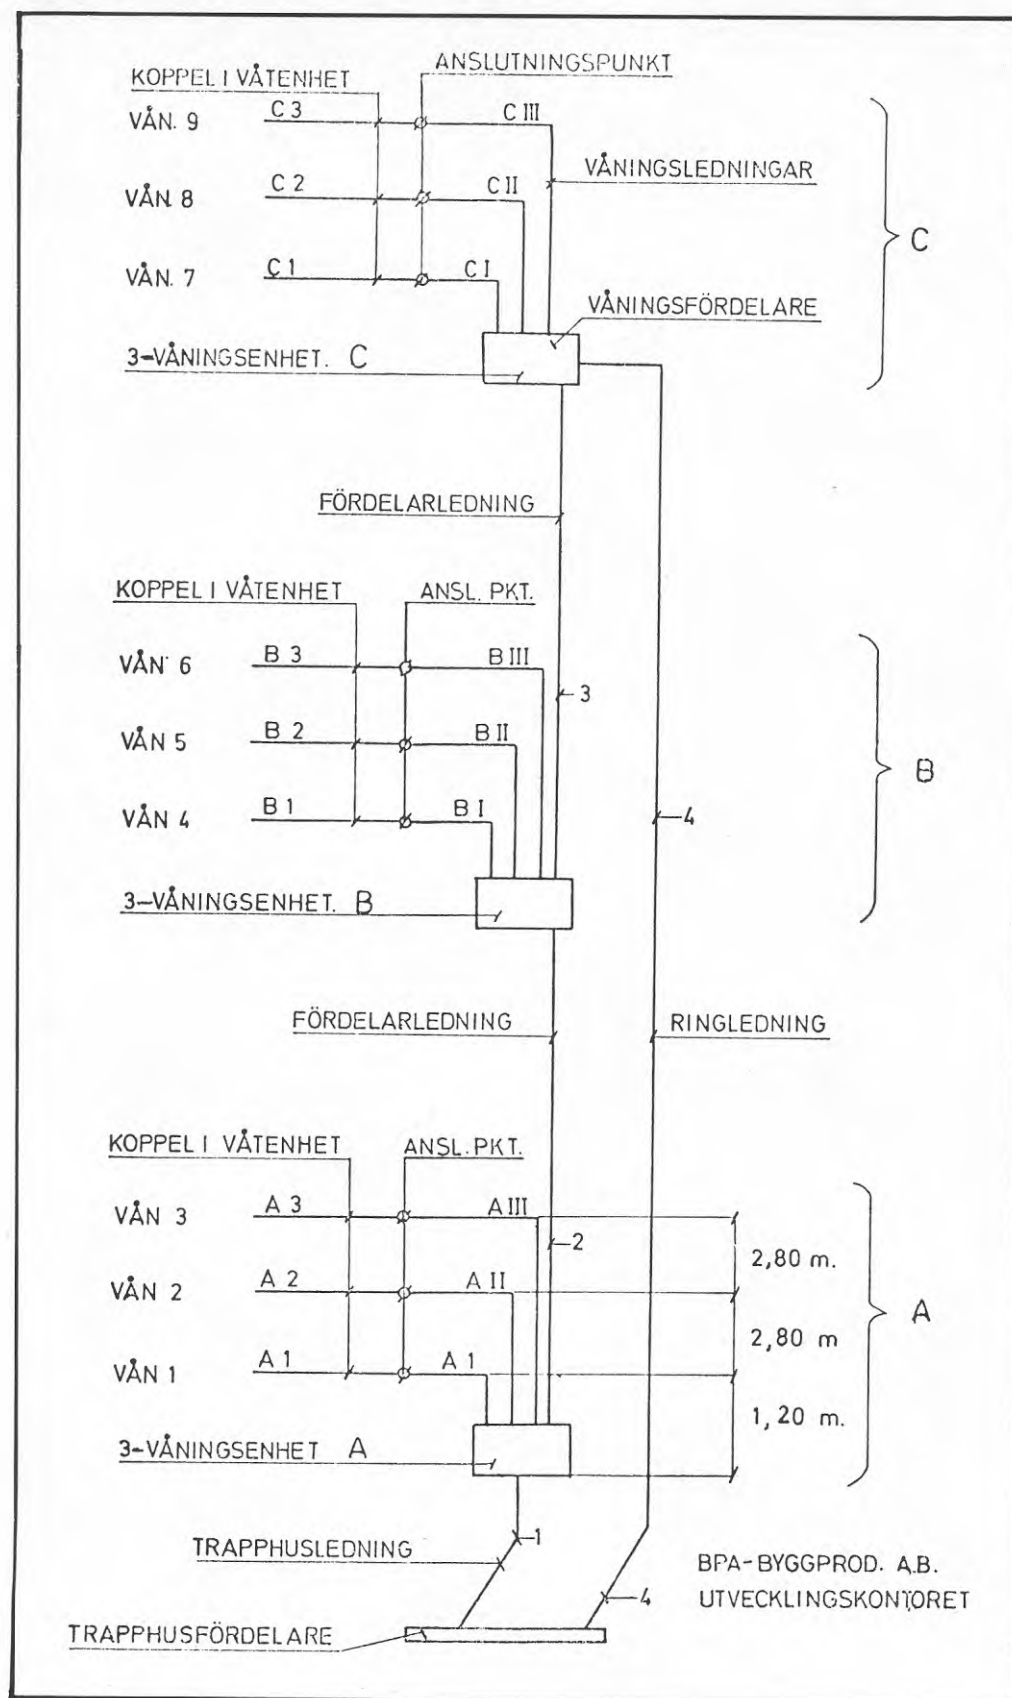 ANSLUTNINGSPUNKT
KOPPEL I VÅTENHET
VÅN. 9 C 3 C III
VÅNINGSLEDNINGAR
VÅN. 8 C 2 C II
C
VÅN. 7 C 1 C I
VÅNINGSFÖRDELARE
3-VÅNINGSENHET. C
FÖRDELARLEDNING
KOPPEL I VÅTENHET ANSL. PKT.
VÅN 6 B 3 B III
3
VÅN 5 B 2 B II
B
VÅN 4 B 1 B I
4
3-VÅNINGSENHET. B
FÖRDELARLEDNING RINGLEDNING
KOPPEL I VÅTENHET ANSL. PKT.
VÅN 3 A 3 A III
2
2,80 m.
VÅN 2 A 2 A II
A
2,80 m
VÅN 1 A 1 A 1
1,20 m.
3-VÅNINGSENHET A
1
TRAPPHUSLEDNING
BPA-BYGGPROD. A.B.
4
UTVECKLINGSKONTORET
TRAPPHUSFÖRDELARE